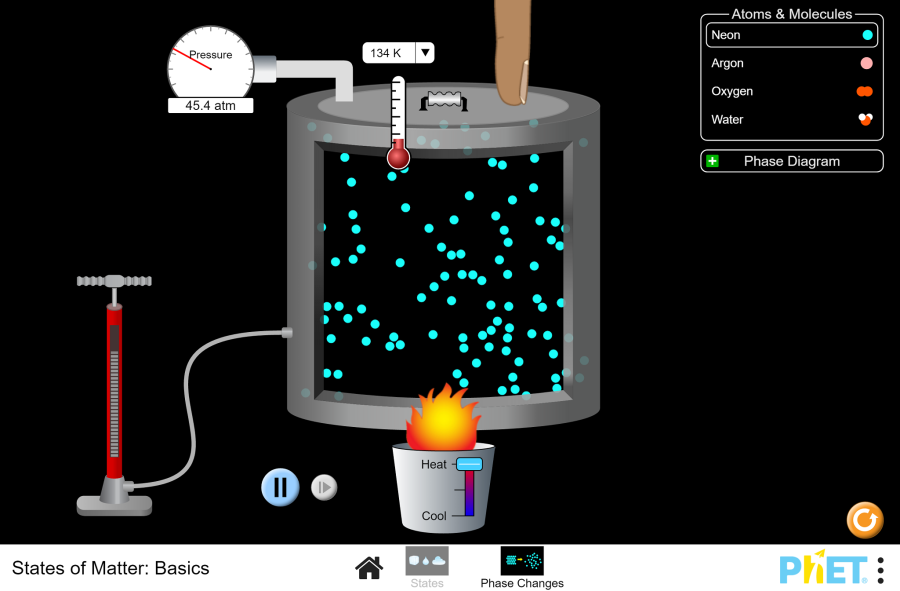 Pressure
45.4 atm
134 K
Atoms & Molecules
Neon
Argon
Oxygen
Water
Phase Diagram
Heat
Cool
States of Matter: Basics
States
Phase Changes
PhET